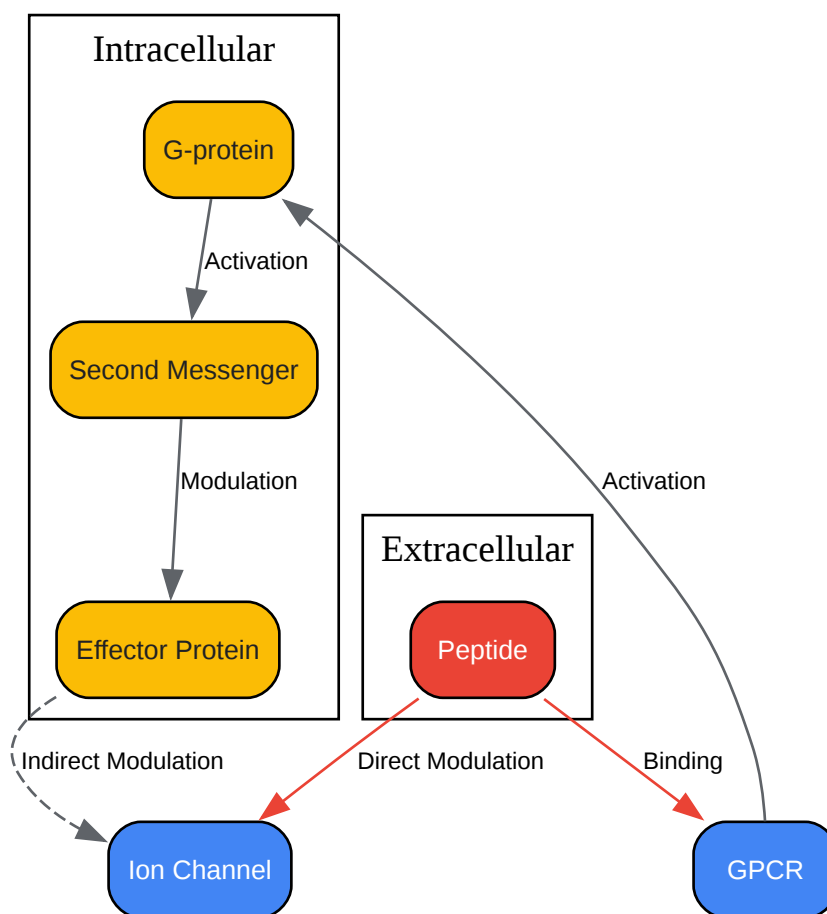 Intracellular
G-protein
Activation
Second Messenger
Modulation
Activation
Extracellular
Effector Protein
Peptide
Indirect Modulation
Direct Modulation
Binding
Ion Channel
GPCR